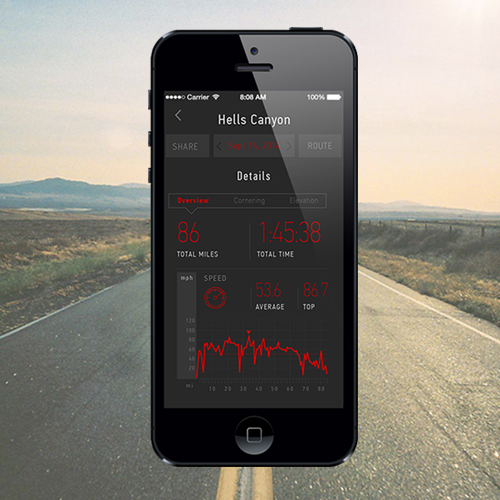 ●●●●○ Carrier 8:08 AM 100%
Hells Canyon
SHARE ROUTE
Details
Overview Cornering Elevation
86 1:45:38
TOTAL MILES TOTAL TIME
mph SPEED
53.6 86.7
AVERAGE TOP
120
100
80
60
40
20
mi 10 20 30 40 50 60 70 80